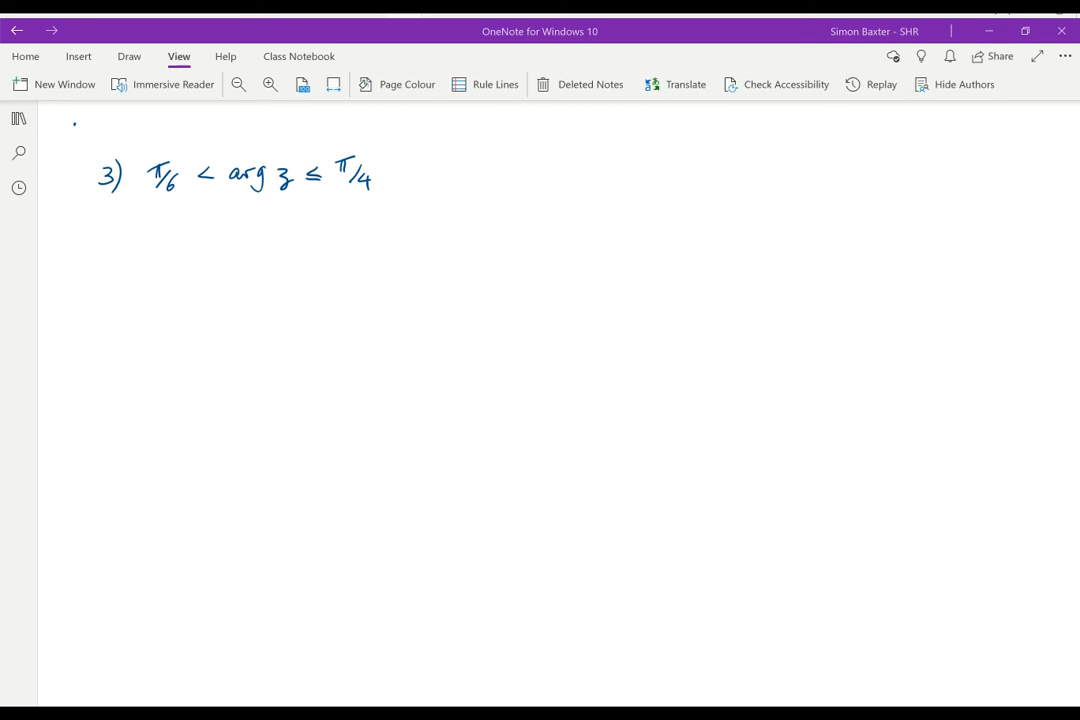 OneNote for Windows 10
Simon Baxter - SHR
Home Insert Draw View Help Class Notebook
Share
New Window Immersive Reader Page Colour Rule Lines Deleted Notes Translate Check Accessibility Replay Hide Authors
3) π/6 < arg z ≤ π/4